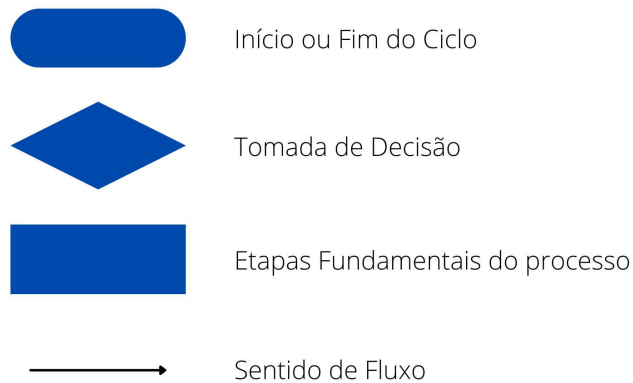 Início ou Fim do Ciclo
Tomada de Decisão
Etapas Fundamentais do processo
Sentido de Fluxo